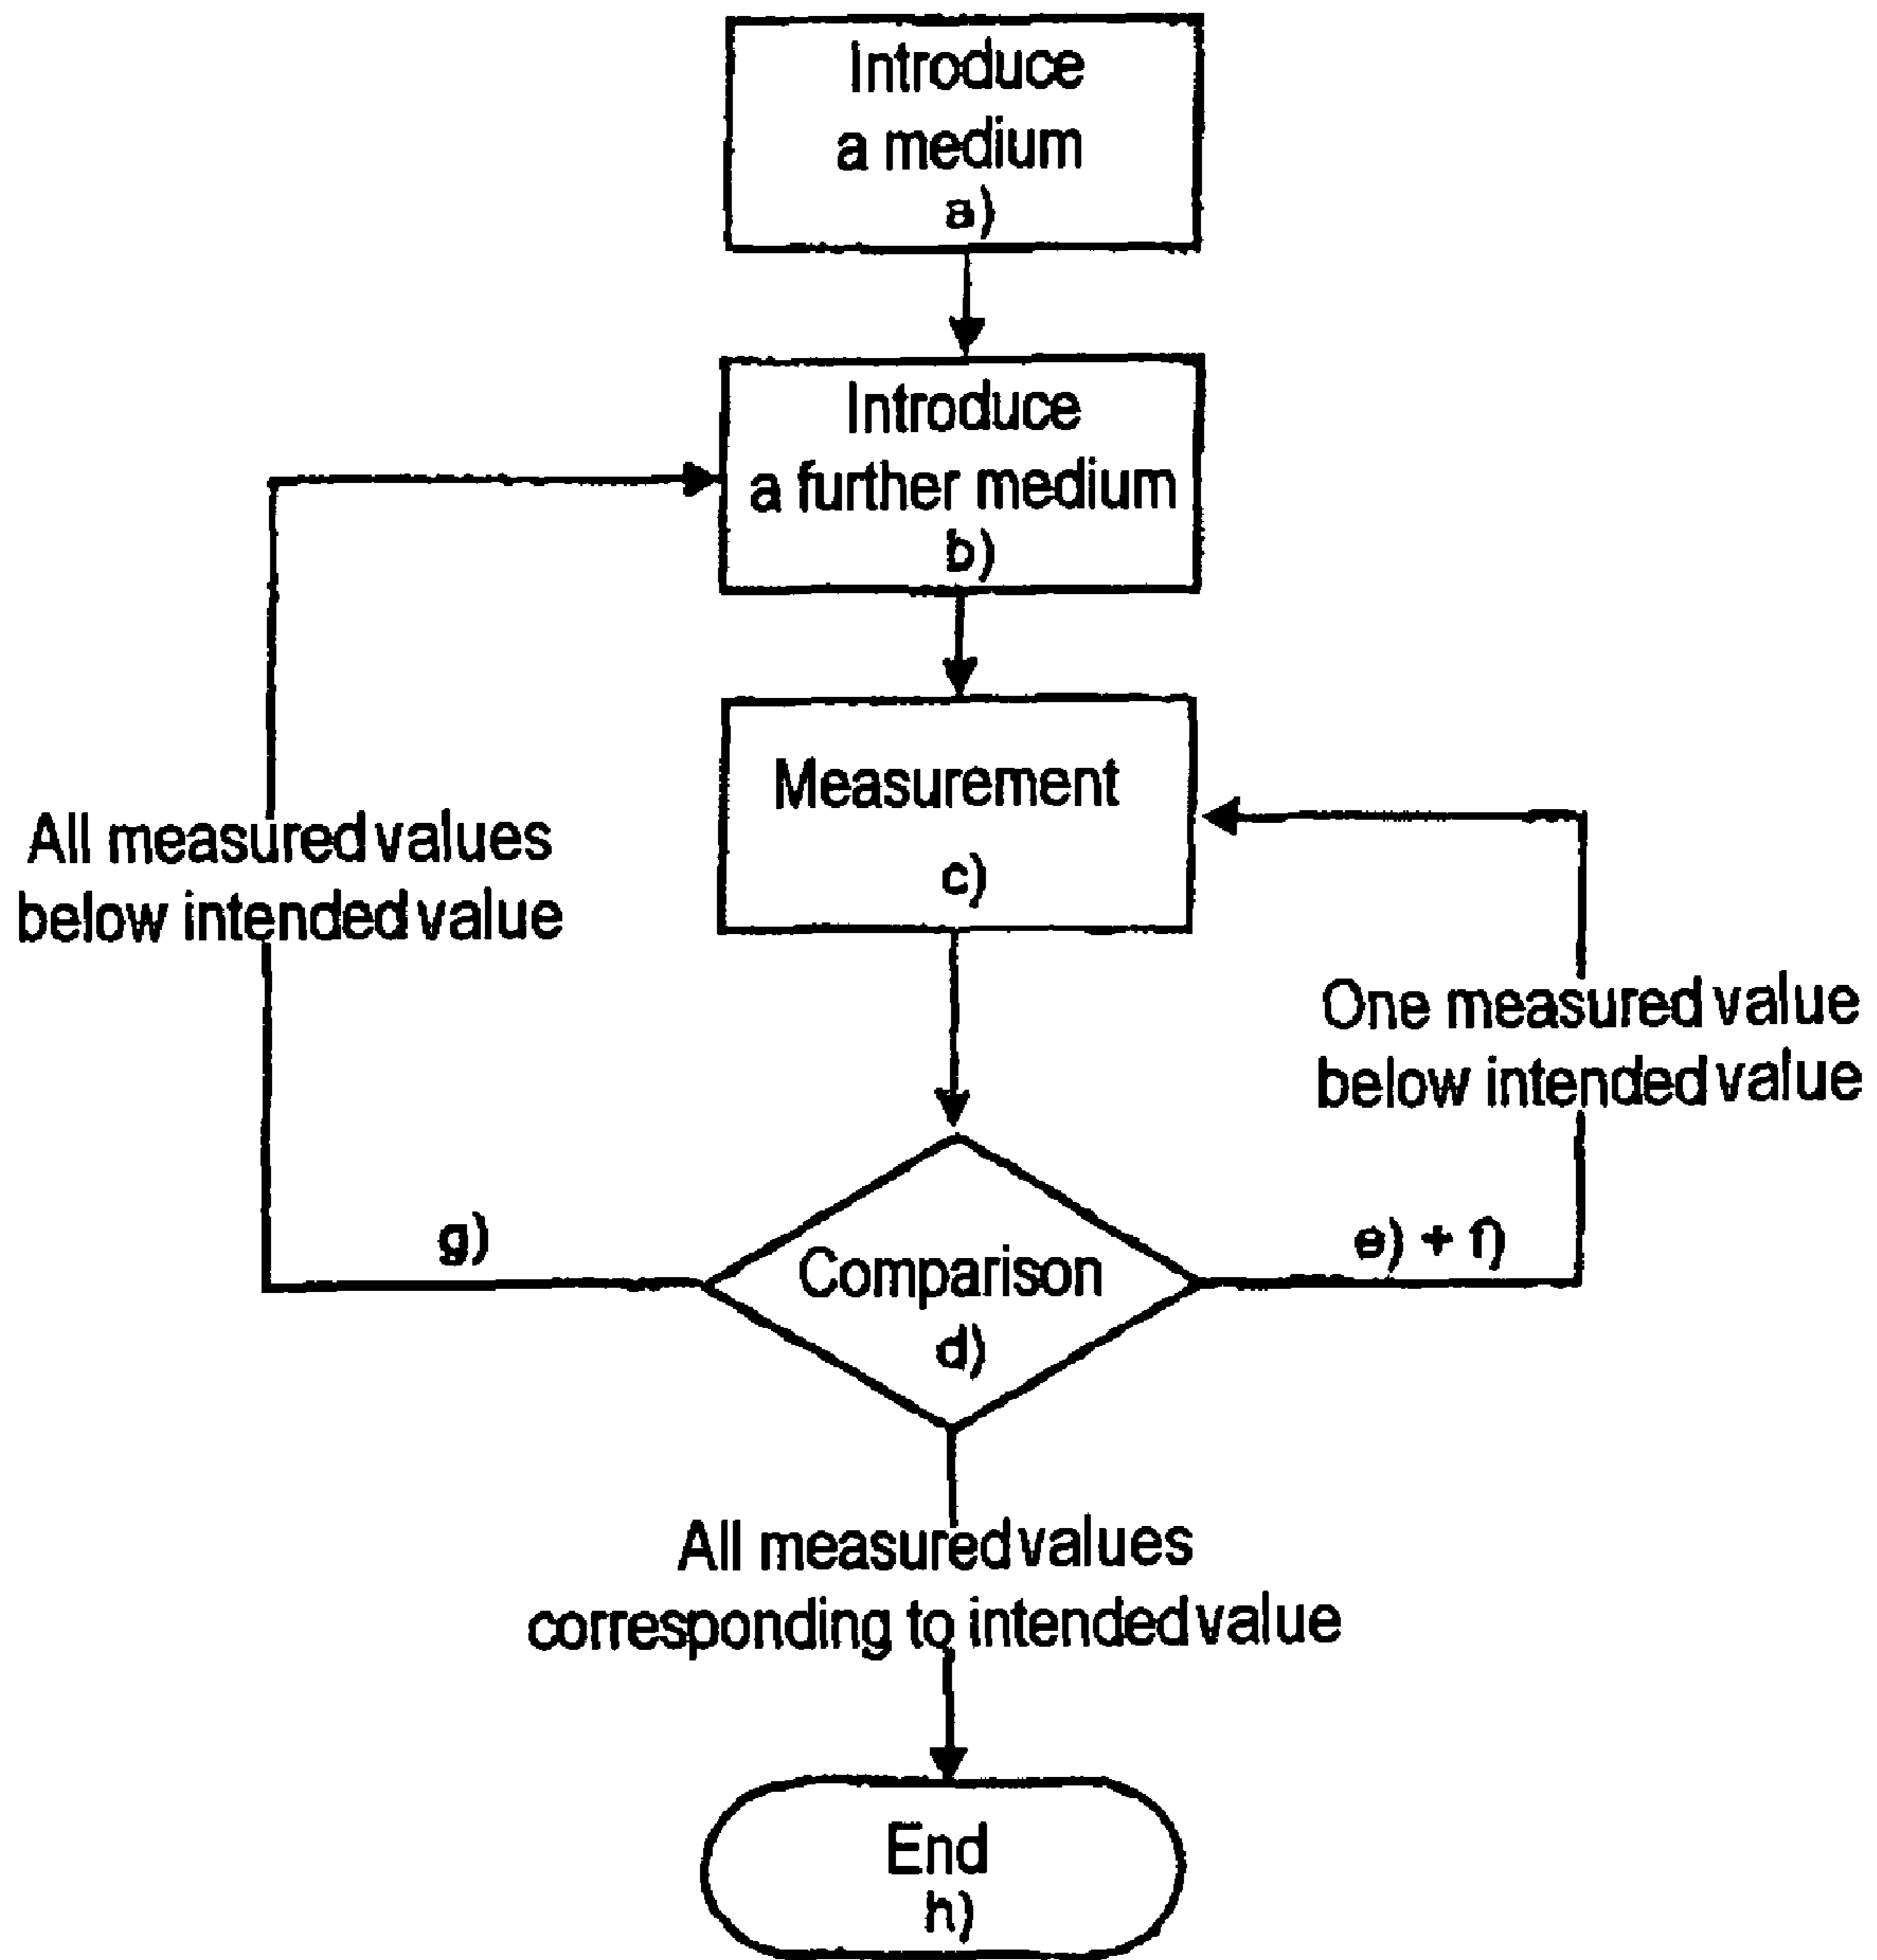 Introduce
a medium
a)
Introduce
a further medium
b)
Measurement
c)
All measured values
below intended value
One measured value
below intended value
g)
Comparison
d)
e) + f)
All measured values
corresponding to intended value
End
h)